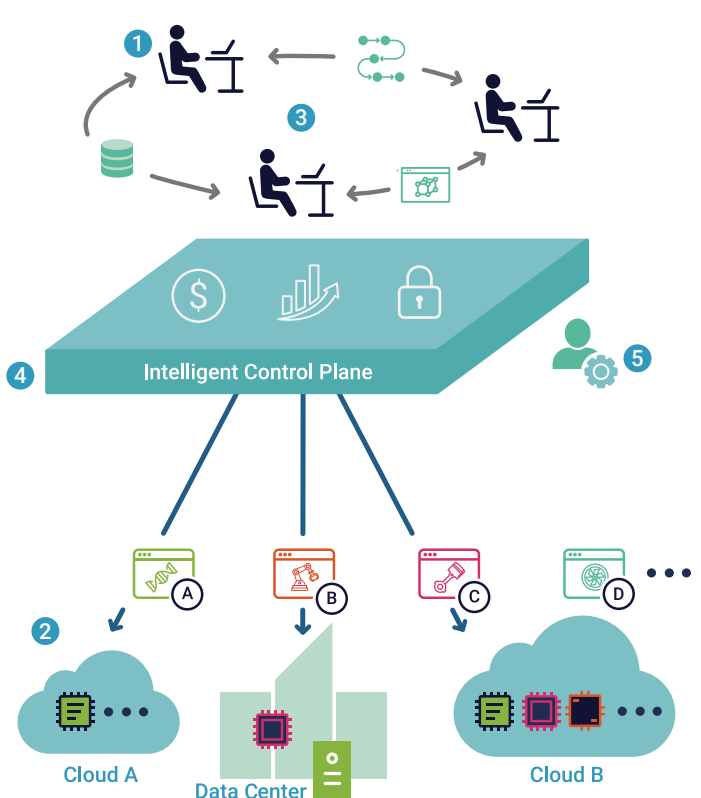 1
3
$
Intelligent Control Plane
4
5
A
B
C
D
2
Cloud A
Data Center
Cloud B